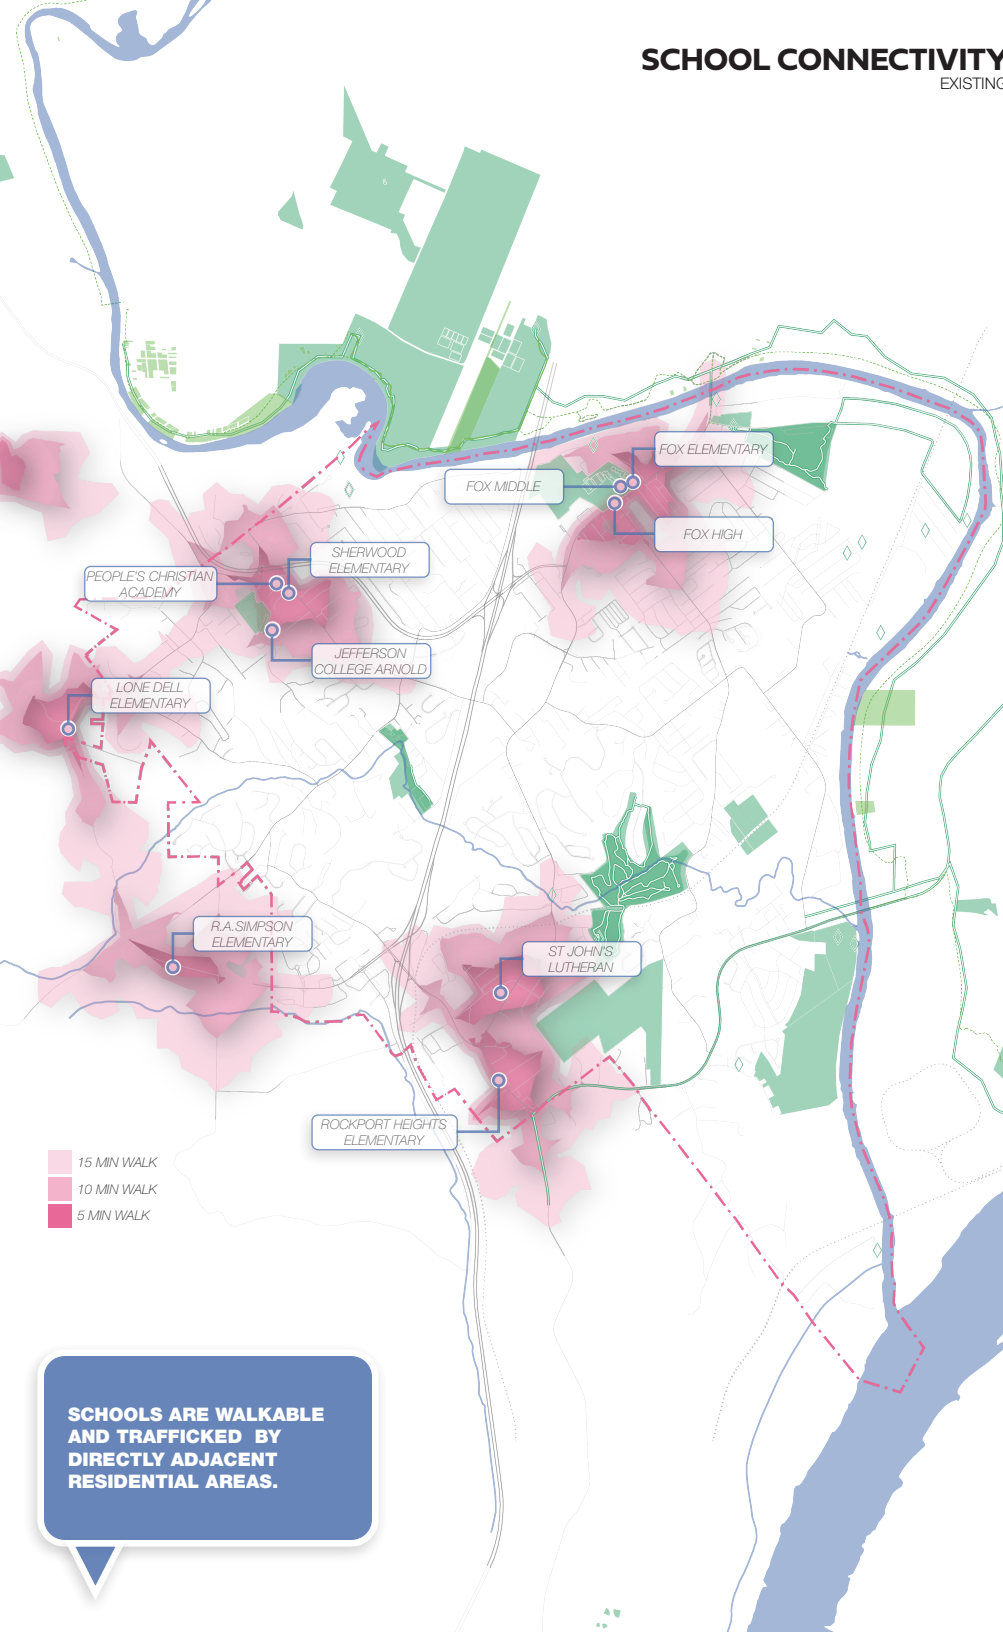 SCHOOL CONNECTIVITY
EXISTING
FOX ELEMENTARY
FOX MIDDLE
FOX HIGH
SHERWOOD
ELEMENTARY
PEOPLE'S CHRISTIAN
ACADEMY
JEFFERSON
COLLEGE ARNOLD
LONE DELL
ELEMENTARY
R.A.SIMPSON
ELEMENTARY
ST JOHN'S
LUTHERAN
ROCKPORT HEIGHTS
ELEMENTARY
15 MIN WALK
10 MIN WALK
5 MIN WALK
SCHOOLS ARE WALKABLE
AND TRAFFICKED BY
DIRECTLY ADJACENT
RESIDENTIAL AREAS.